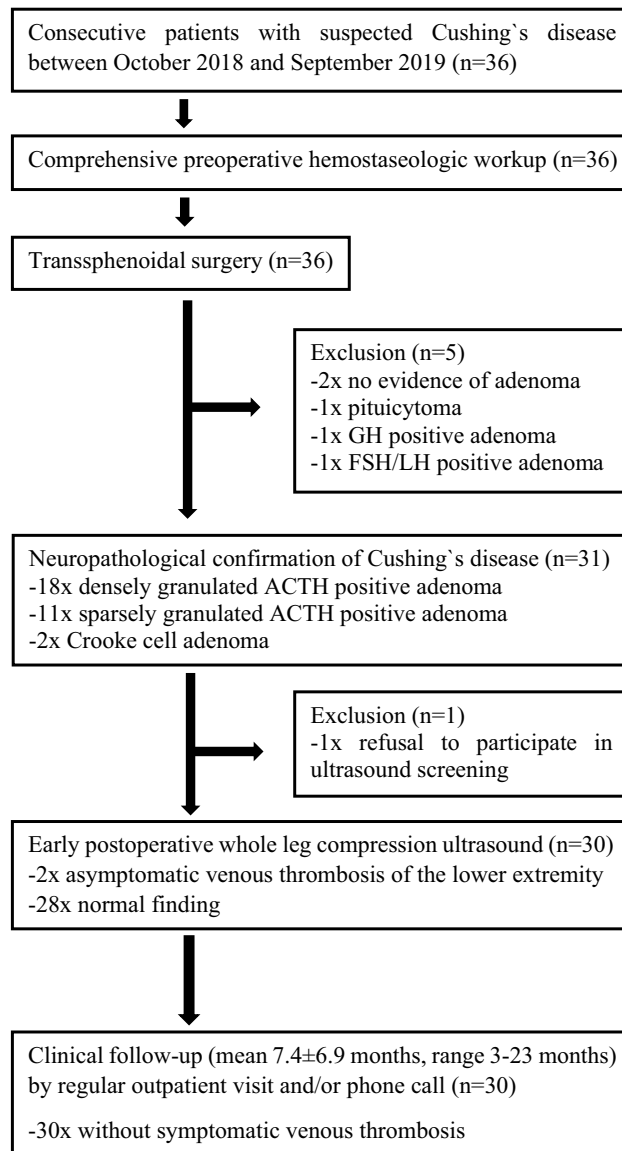 Consecutive patients with suspected Cushing`s disease
between October 2018 and September 2019 (n=36)
Comprehensive preoperative hemostaseologic workup (n=36)
Transsphenoidal surgery (n=36)
Exclusion (n=5)
-2x no evidence of adenoma
-1x pituicytoma
-1x GH positive adenoma
-1x FSH/LH positive adenoma
Neuropathological confirmation of Cushing`s disease (n=31)
-18x densely granulated ACTH positive adenoma
-11x sparsely granulated ACTH positive adenoma
-2x Crooke cell adenoma
Exclusion (n=1)
-1x refusal to participate in
ultrasound screening
Early postoperative whole leg compression ultrasound (n=30)
-2x asymptomatic venous thrombosis of the lower extremity
-28x normal finding
Clinical follow-up (mean 7.4±6.9 months, range 3-23 months)
by regular outpatient visit and/or phone call (n=30)
-30x without symptomatic venous thrombosis